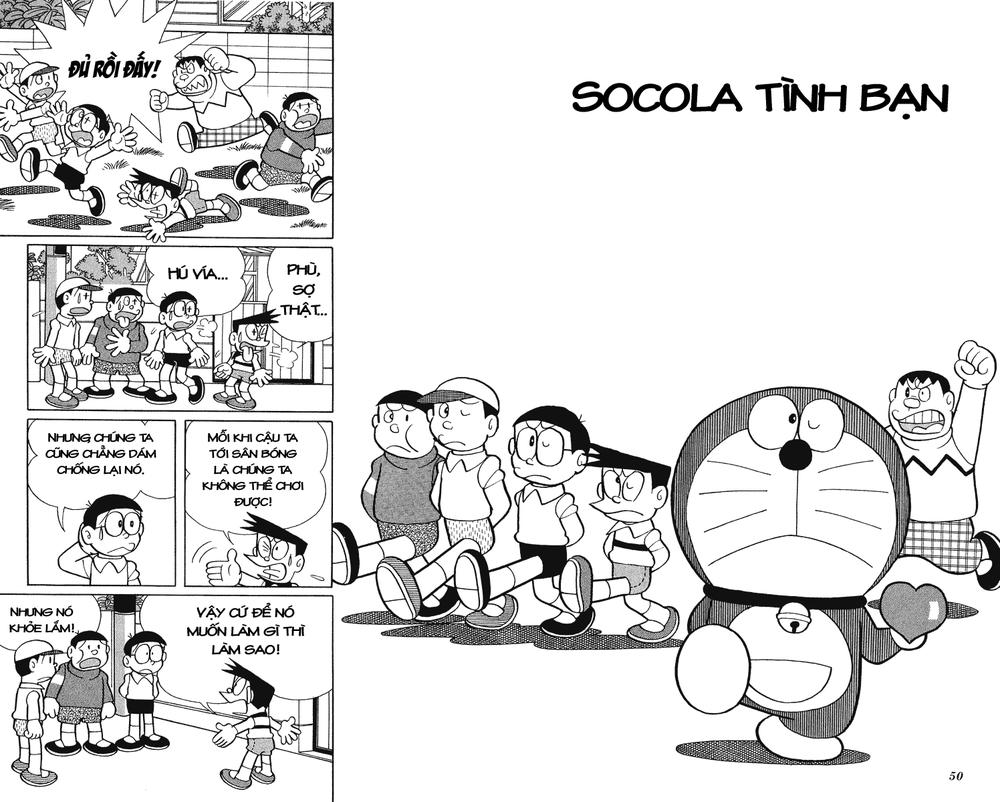 SOCOLA TÌNH BẠN
50
ĐỦ RỒI ĐẤY!
PHÙ,
SỢ
THẬT...
HÚ VÍA...
MỖI KHI CẬU TA
TỚI SÂN BÓNG
LÀ CHÚNG TA
KHÔNG THỂ CHƠI
ĐƯỢC!
NHƯNG CHÚNG TA
CŨNG CHẲNG DÁM
CHỐNG LẠI NÓ.
VẬY CỨ ĐỂ NÓ
MUỐN LÀM GÌ THÌ
LÀM SAO!
NHƯNG NÓ
KHỎE LẮM!